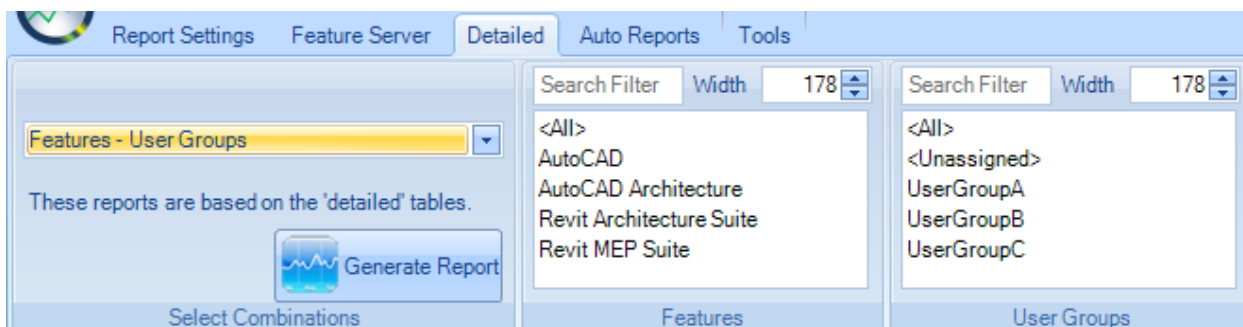 Report Settings Feature Server Detailed Auto Reports Tools
Features - User Groups
These reports are based on the 'detailed' tables.
Generate Report
Select Combinations
Search Filter Width 178
<All>
AutoCAD
AutoCAD Architecture
Revit Architecture Suite
Revit MEP Suite
Features
Search Filter Width 178
<All>
<Unassigned>
UserGroupA
UserGroupB
UserGroupC
User Groups